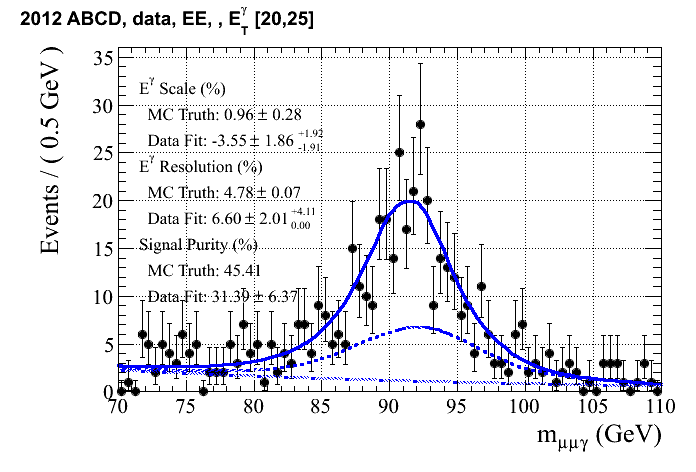 2012 ABCD, data, EE, , E_T^γ [20,25]
Events / ( 0.5 GeV )
35
30
25
20
15
10
5
0
E^γ Scale (%)
MC Truth: 0.96 ± 0.28
Data Fit: -3.55 ± 1.86 +1.92 -1.91
E^γ Resolution (%)
MC Truth: 4.78 ± 0.07
Data Fit: 6.60 ± 2.01 +4.11 0.00
Signal Purity (%)
MC Truth: 45.41
Data Fit: 31.39 ± 6.37
70 75 80 85 90 95 100 105 110
m_μμγ (GeV)